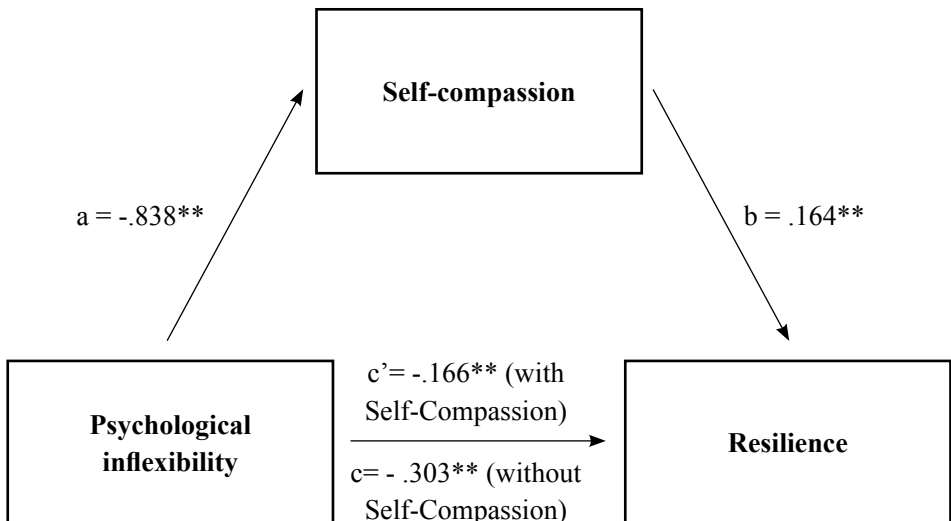 Self-compassion
a = -.838**
b = .164**
c’= -.166** (with
Self-Compassion)
Psychological
inflexibility
Resilience
c= - .303** (without
Self-Compassion)